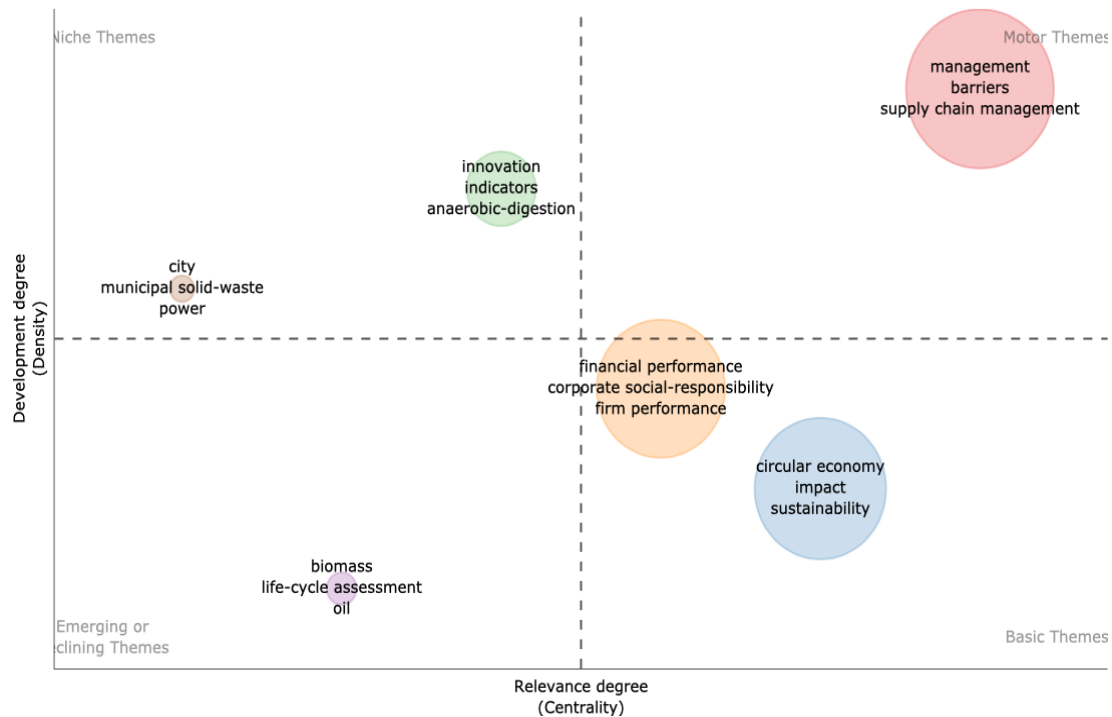 Niche Themes
Motor Themes
management
barriers
supply chain management
innovation
indicators
anaerobic-digestion
city
municipal solid-waste
power
Development degree
(Density)
financial performance
corporate social-responsibility
firm performance
circular economy
impact
sustainability
biomass
life-cycle assessment
oil
Emerging or
eclining Themes
Basic Themes
Relevance degree
(Centrality)